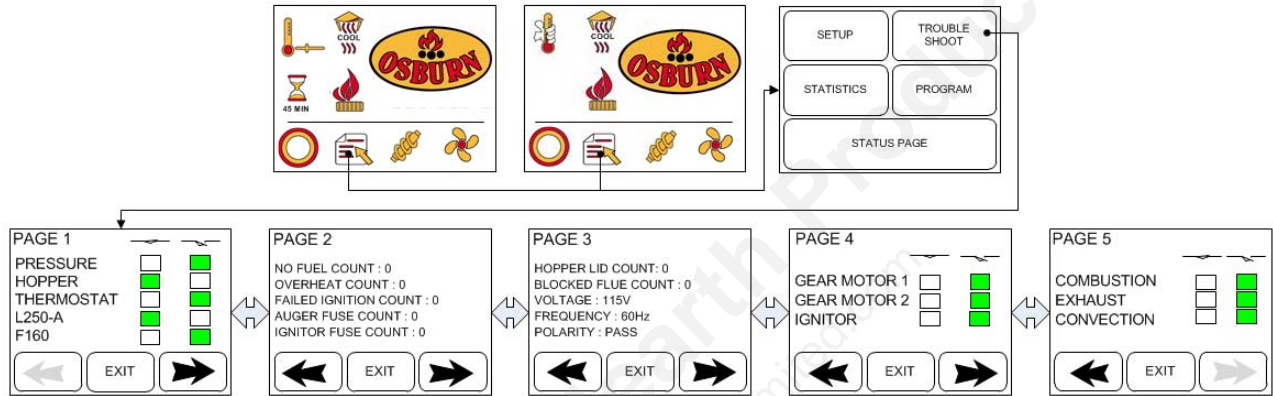 COOL
OSBURN
45 MIN
COOL
OSBURN
SETUP
TROUBLE
SHOOT
STATISTICS
PROGRAM
STATUS PAGE
PAGE 1
PRESSURE
HOPPER
THERMOSTAT
L250-A
F160
EXIT
PAGE 2
NO FUEL COUNT : 0
OVERHEAT COUNT : 0
FAILED IGNITION COUNT : 0
AUGER FUSE COUNT : 0
IGNITOR FUSE COUNT : 0
EXIT
PAGE 3
HOPPER LID COUNT: 0
BLOCKED FLUE COUNT : 0
VOLTAGE : 115V
FREQUENCY : 60Hz
POLARITY : PASS
EXIT
PAGE 4
GEAR MOTOR 1
GEAR MOTOR 2
IGNITOR
EXIT
PAGE 5
COMBUSTION
EXHAUST
CONVECTION
EXIT